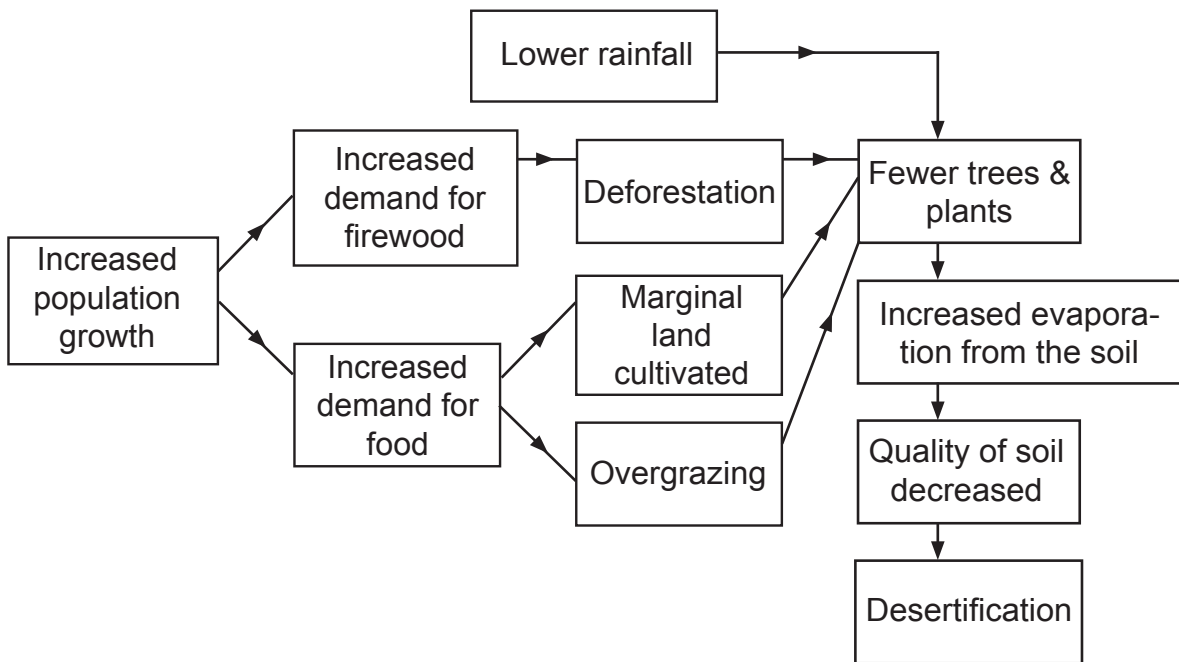 Lower rainfall
Increased
demand for
firewood
Deforestation
Fewer trees &
plants
Increased
population
growth
Marginal
land
cultivated
Increased evapora-
tion from the soil
Increased
demand for
food
Overgrazing
Quality of soil
decreased
Desertification